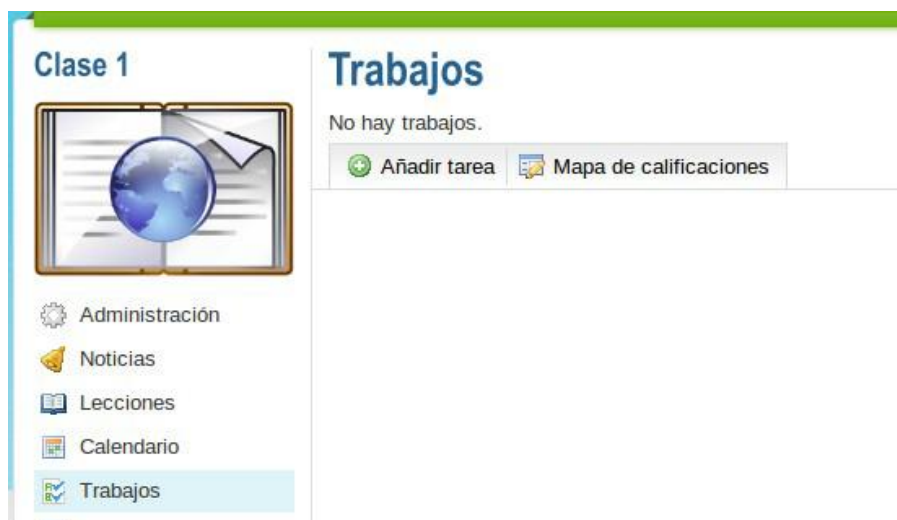 Clase 1
Administración
Noticias
Lecciones
Calendario
Trabajos
Trabajos
No hay trabajos.
Añadir tarea
Mapa de calificaciones